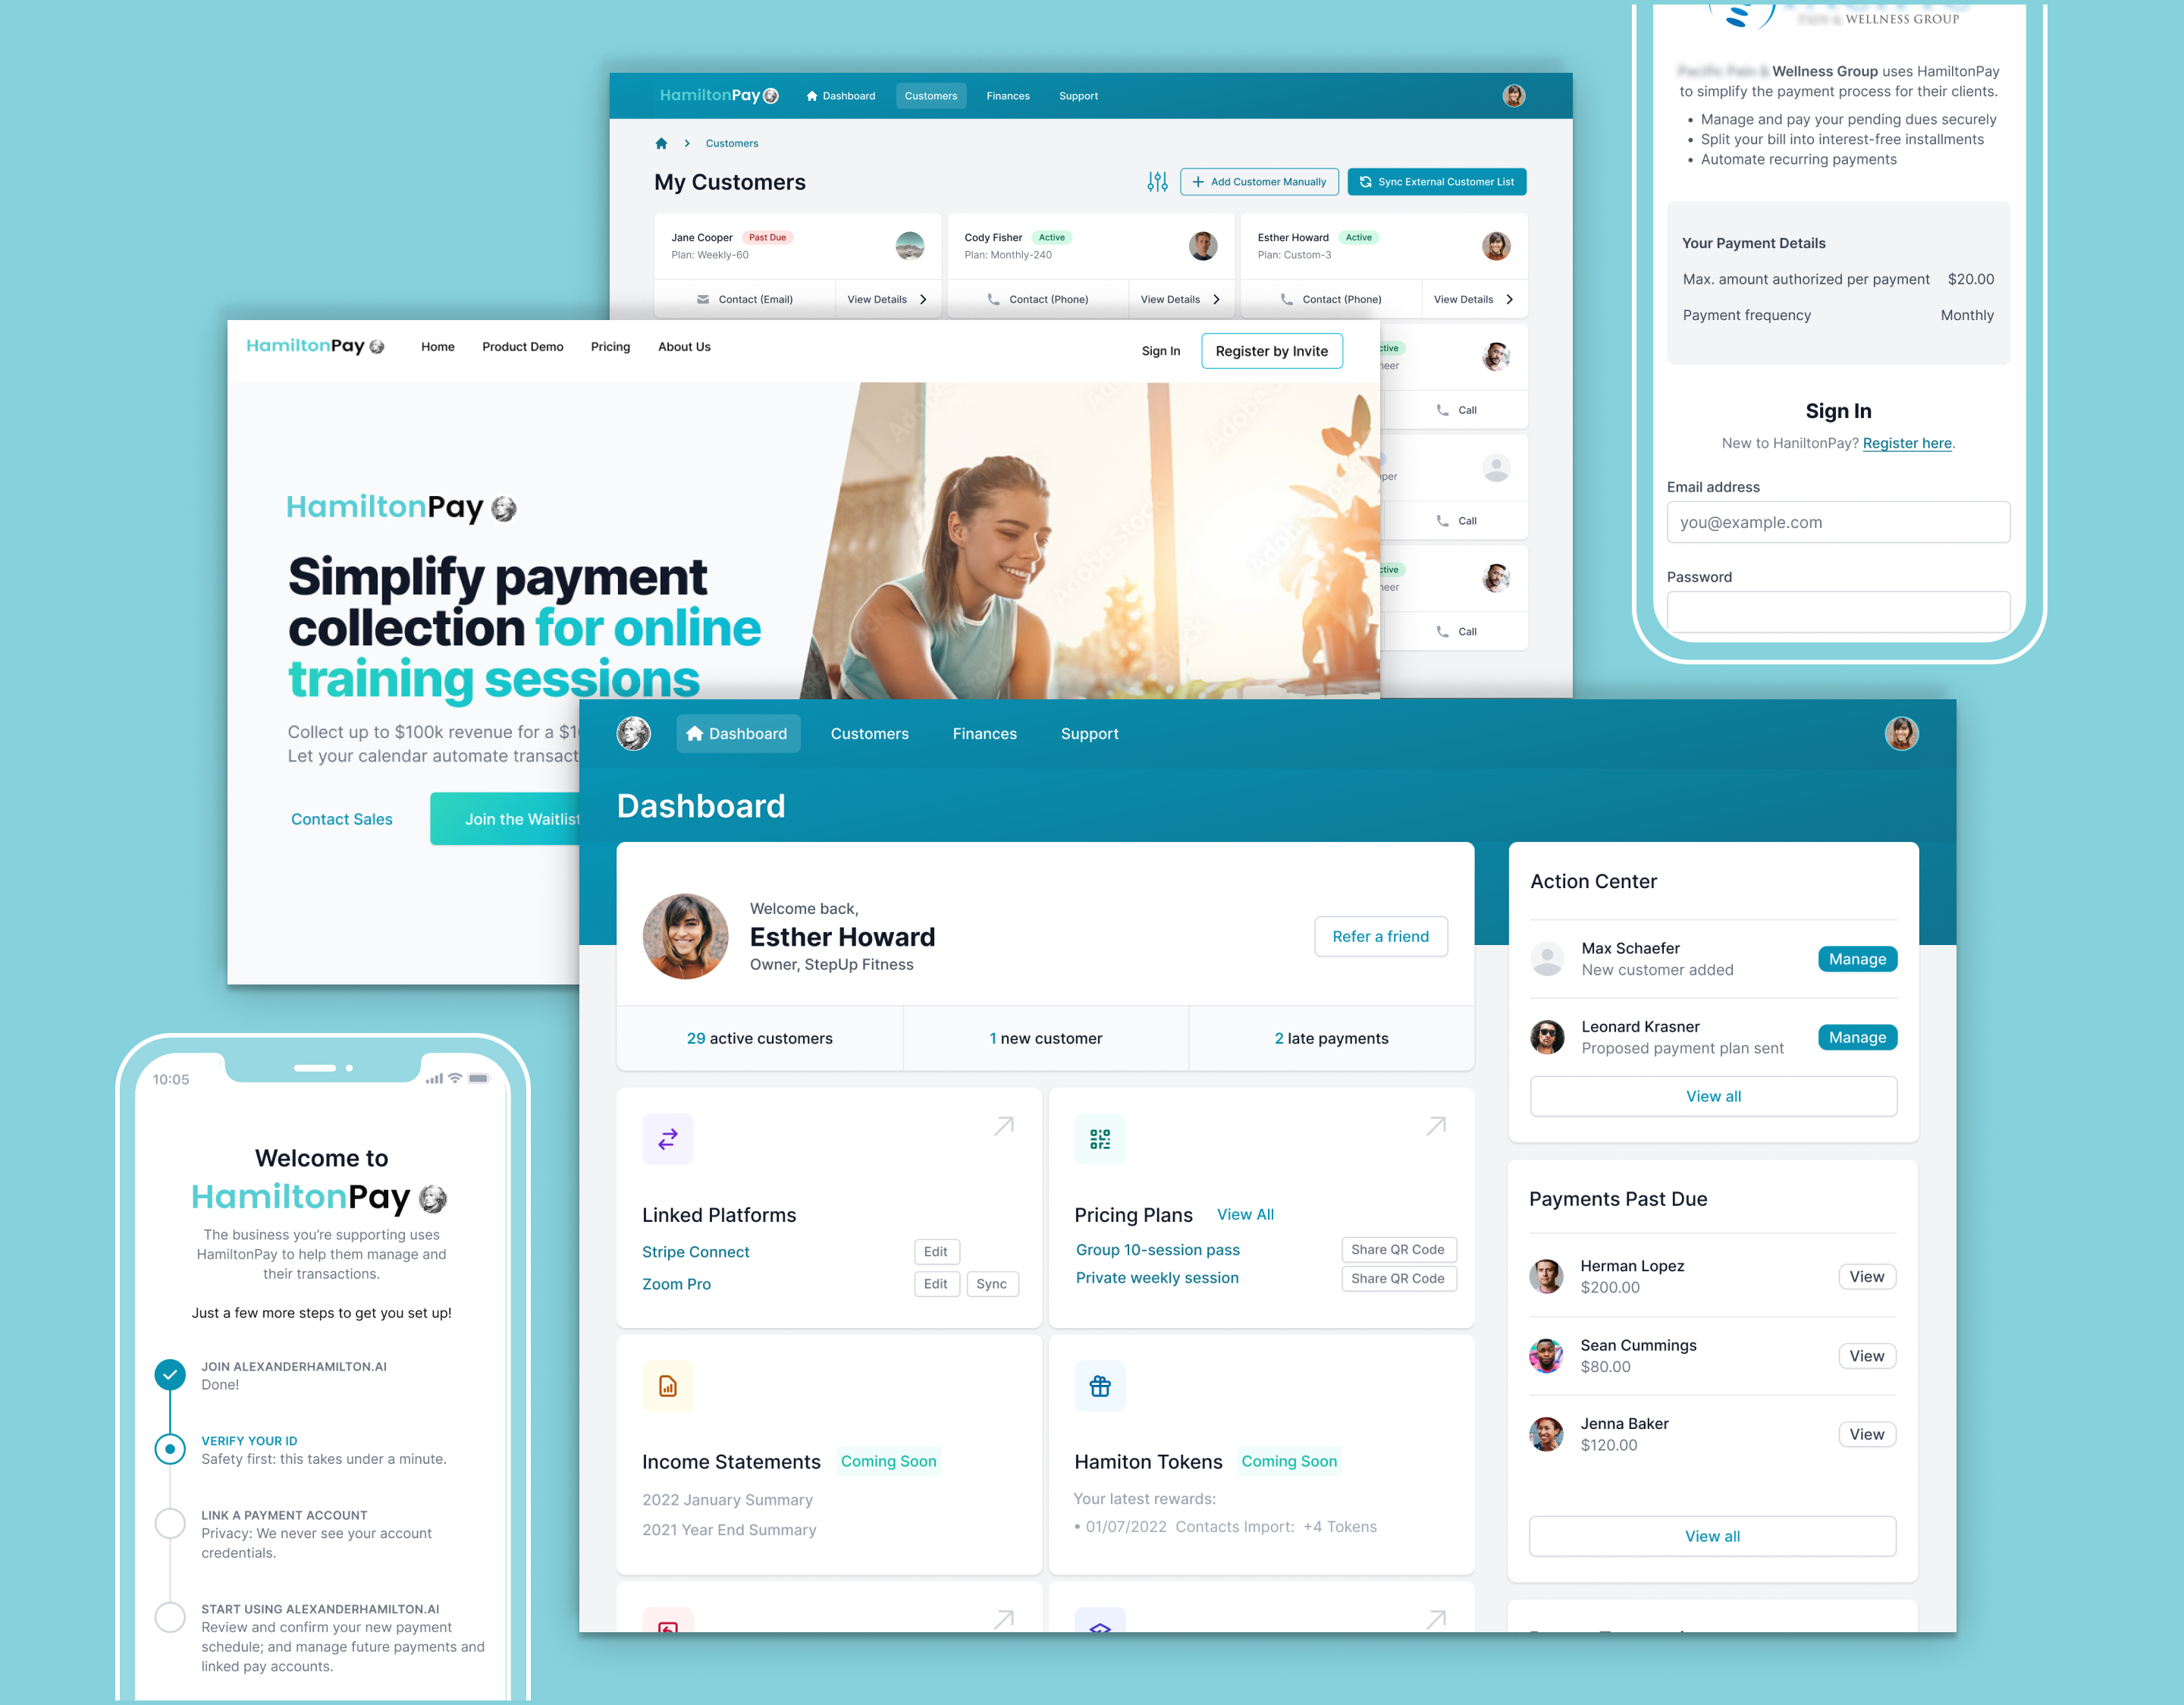 WELLNESS GROUP
Wellness Group uses HamiltonPay
to simplify the payment process for their clients.
• Manage and pay your pending dues securely
• Split your bill into interest-free installments
• Automate recurring payments
Your Payment Details
Max. amount authorized per payment $20.00
Payment frequency Monthly
Sign In
New to HaniltonPay? Register here.
Email address
you@example.com
Password
HamiltonPay Dashboard Customers Finances Support
Customers
My Customers
Add Customer Manually
Sync External Customer List
Jane Cooper Past Due
Plan: Weekly-60
Contact (Email) View Details
Cody Fisher Active
Plan: Monthly-240
Contact (Phone) View Details
Esther Howard Active
Plan: Custom-3
Contact (Phone) View Details
ctive
neer
Call
per
Call
ctive
neer
Call
HamiltonPay Home Product Demo Pricing About Us
Sign In Register by Invite
HamiltonPay
Simplify payment
collection for online
training sessions
Collect up to $100k revenue for a $1
Let your calendar automate transact
Contact Sales Join the Waitlist
Adobe Stock
Dashboard Customers Finances Support
Dashboard
Welcome back,
Esther Howard
Owner, StepUp Fitness
Refer a friend
29 active customers
1 new customer
2 late payments
Linked Platforms
Stripe Connect Edit
Zoom Pro Edit Sync
Pricing Plans View All
Group 10-session pass Share QR Code
Private weekly session Share QR Code
Income Statements Coming Soon
2022 January Summary
2021 Year End Summary
Hamiton Tokens Coming Soon
Your latest rewards:
• 01/07/2022 Contacts Import: +4 Tokens
Action Center
Max Schaefer
New customer added
Manage
Leonard Krasner
Proposed payment plan sent
Manage
View all
Payments Past Due
Herman Lopez
$200.00
View
Sean Cummings
$80.00
View
Jenna Baker
$120.00
View
View all
10:05
Welcome to
HamiltonPay
The business you're supporting uses
HamiltonPay to help them manage and
their transactions.
Just a few more steps to get you set up!
JOIN ALEXANDERHAMILTON.AI
Done!
VERIFY YOUR ID
Safety first: this takes under a minute.
LINK A PAYMENT ACCOUNT
Privacy: We never see your account
credentials.
START USING ALEXANDERHAMILTON.AI
Review and confirm your new payment
schedule; and manage future payments and
linked pay accounts.